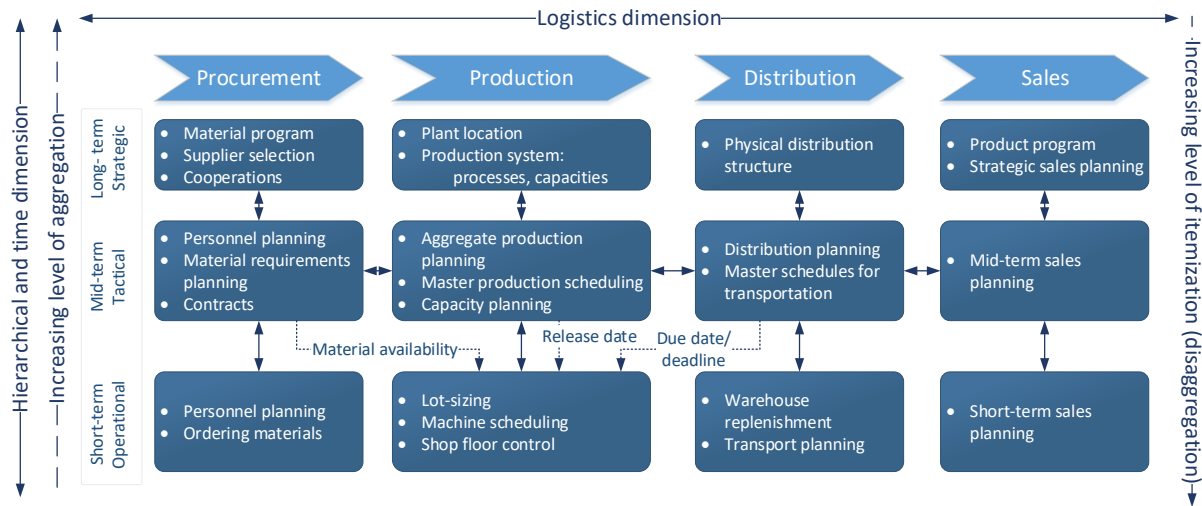 Logistics dimension
Hierarchical and time dimension
Increasing level of aggregation
Increasing level of itemization (disaggregation)
Procurement
Production
Distribution
Sales
Long- term
Strategic
• Material program
• Supplier selection
• Cooperations
• Plant location
• Production system:
processes, capacities
• Physical distribution
structure
• Product program
• Strategic sales planning
Mid-term
Tactical
• Personnel planning
• Material requirements
planning
• Contracts
• Aggregate production
planning
• Master production scheduling
• Capacity planning
• Distribution planning
• Master schedules for
transportation
• Mid-term sales
planning
Material availability
Release date
Due date/
deadline
Short-term
Operational
• Personnel planning
• Ordering materials
• Lot-sizing
• Machine scheduling
• Shop floor control
• Warehouse
replenishment
• Transport planning
• Short-term sales
planning